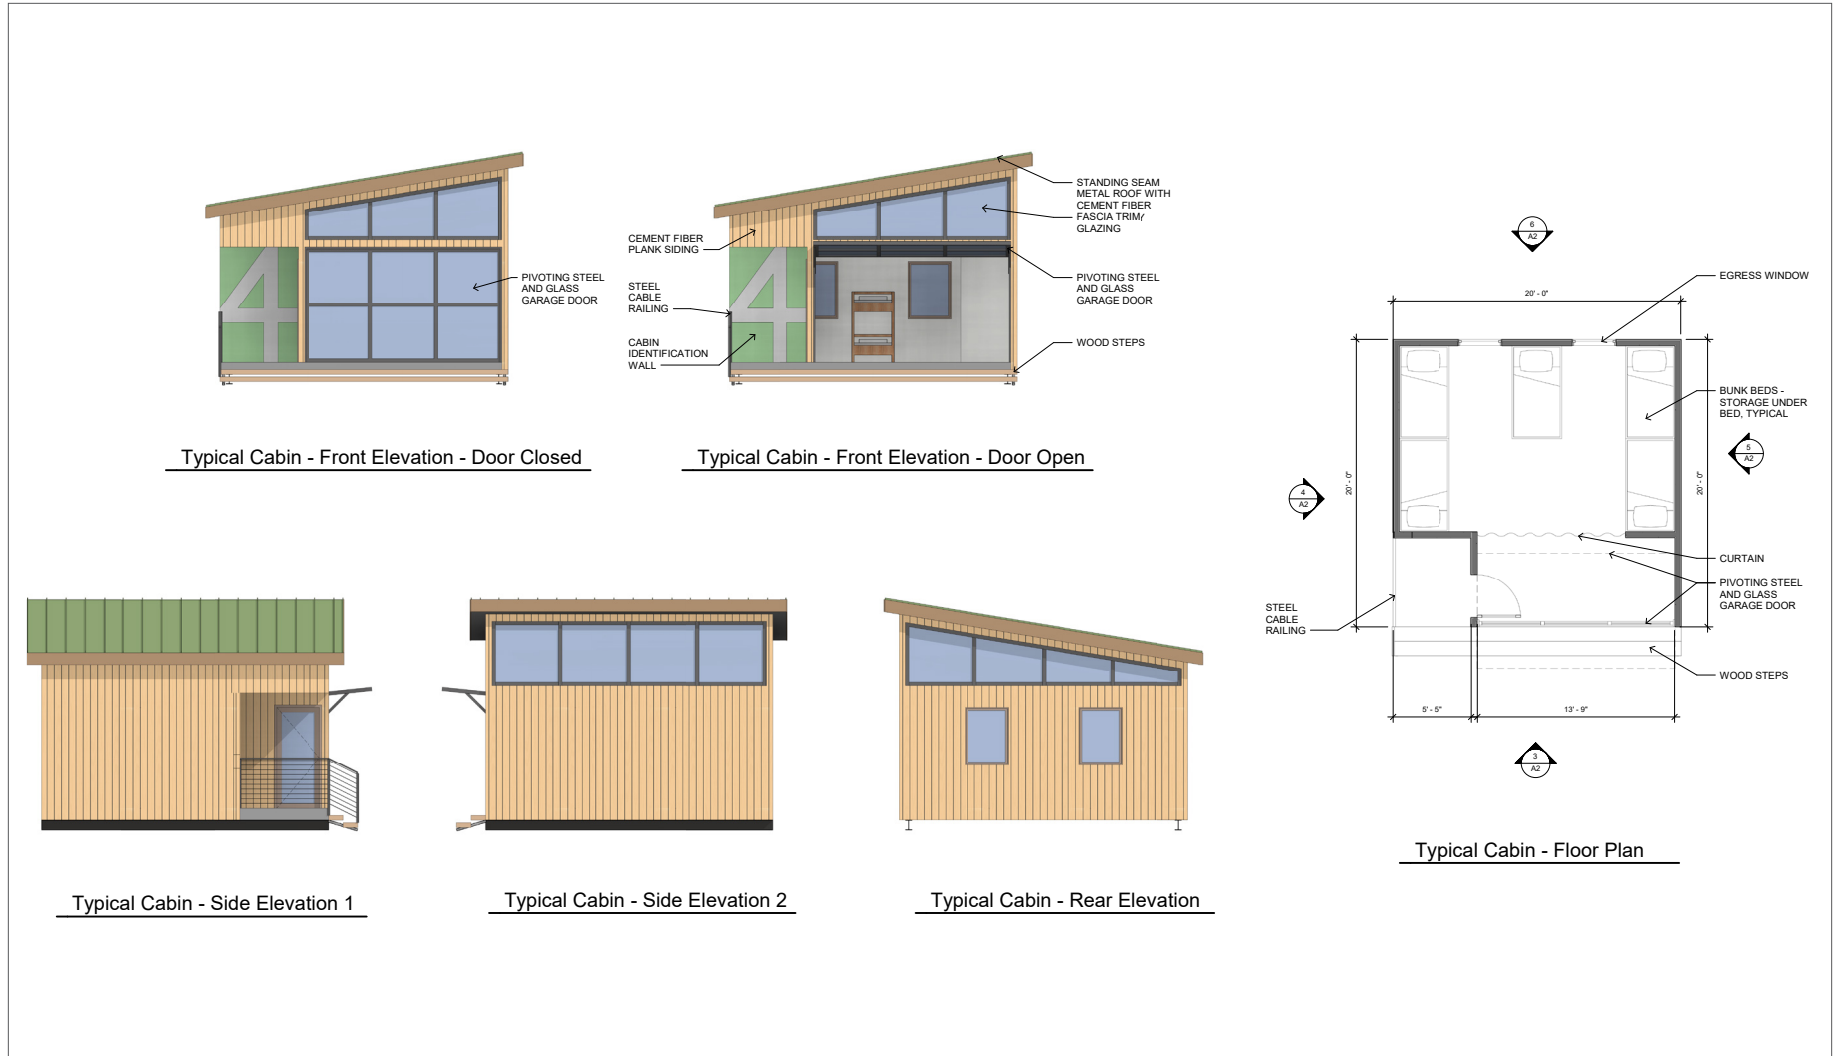 STANDING SEAM
METAL ROOF WITH
CEMENT FIBER
FASCIA TRIM
GLAZING
CEMENT FIBER
PLANK SIDING
PIVOTING STEEL
AND GLASS
GARAGE DOOR
STEEL
CABLE
RAILING
PIVOTING STEEL
AND GLASS
GARAGE DOOR
CABIN
IDENTIFICATION
WALL
WOOD STEPS
4
4
Typical Cabin - Front Elevation - Door Closed
Typical Cabin - Front Elevation - Door Open
Typical Cabin - Side Elevation 1
Typical Cabin - Side Elevation 2
Typical Cabin - Rear Elevation
6
A2
EGRESS WINDOW
20' - 0"
BUNK BEDS -
STORAGE UNDER
BED, TYPICAL
5
A2
4
A2
20' - 0"
20' - 0"
CURTAIN
PIVOTING STEEL
AND GLASS
GARAGE DOOR
STEEL
CABLE
RAILING
WOOD STEPS
5' - 5"
13' - 9"
3
A2
Typical Cabin - Floor Plan